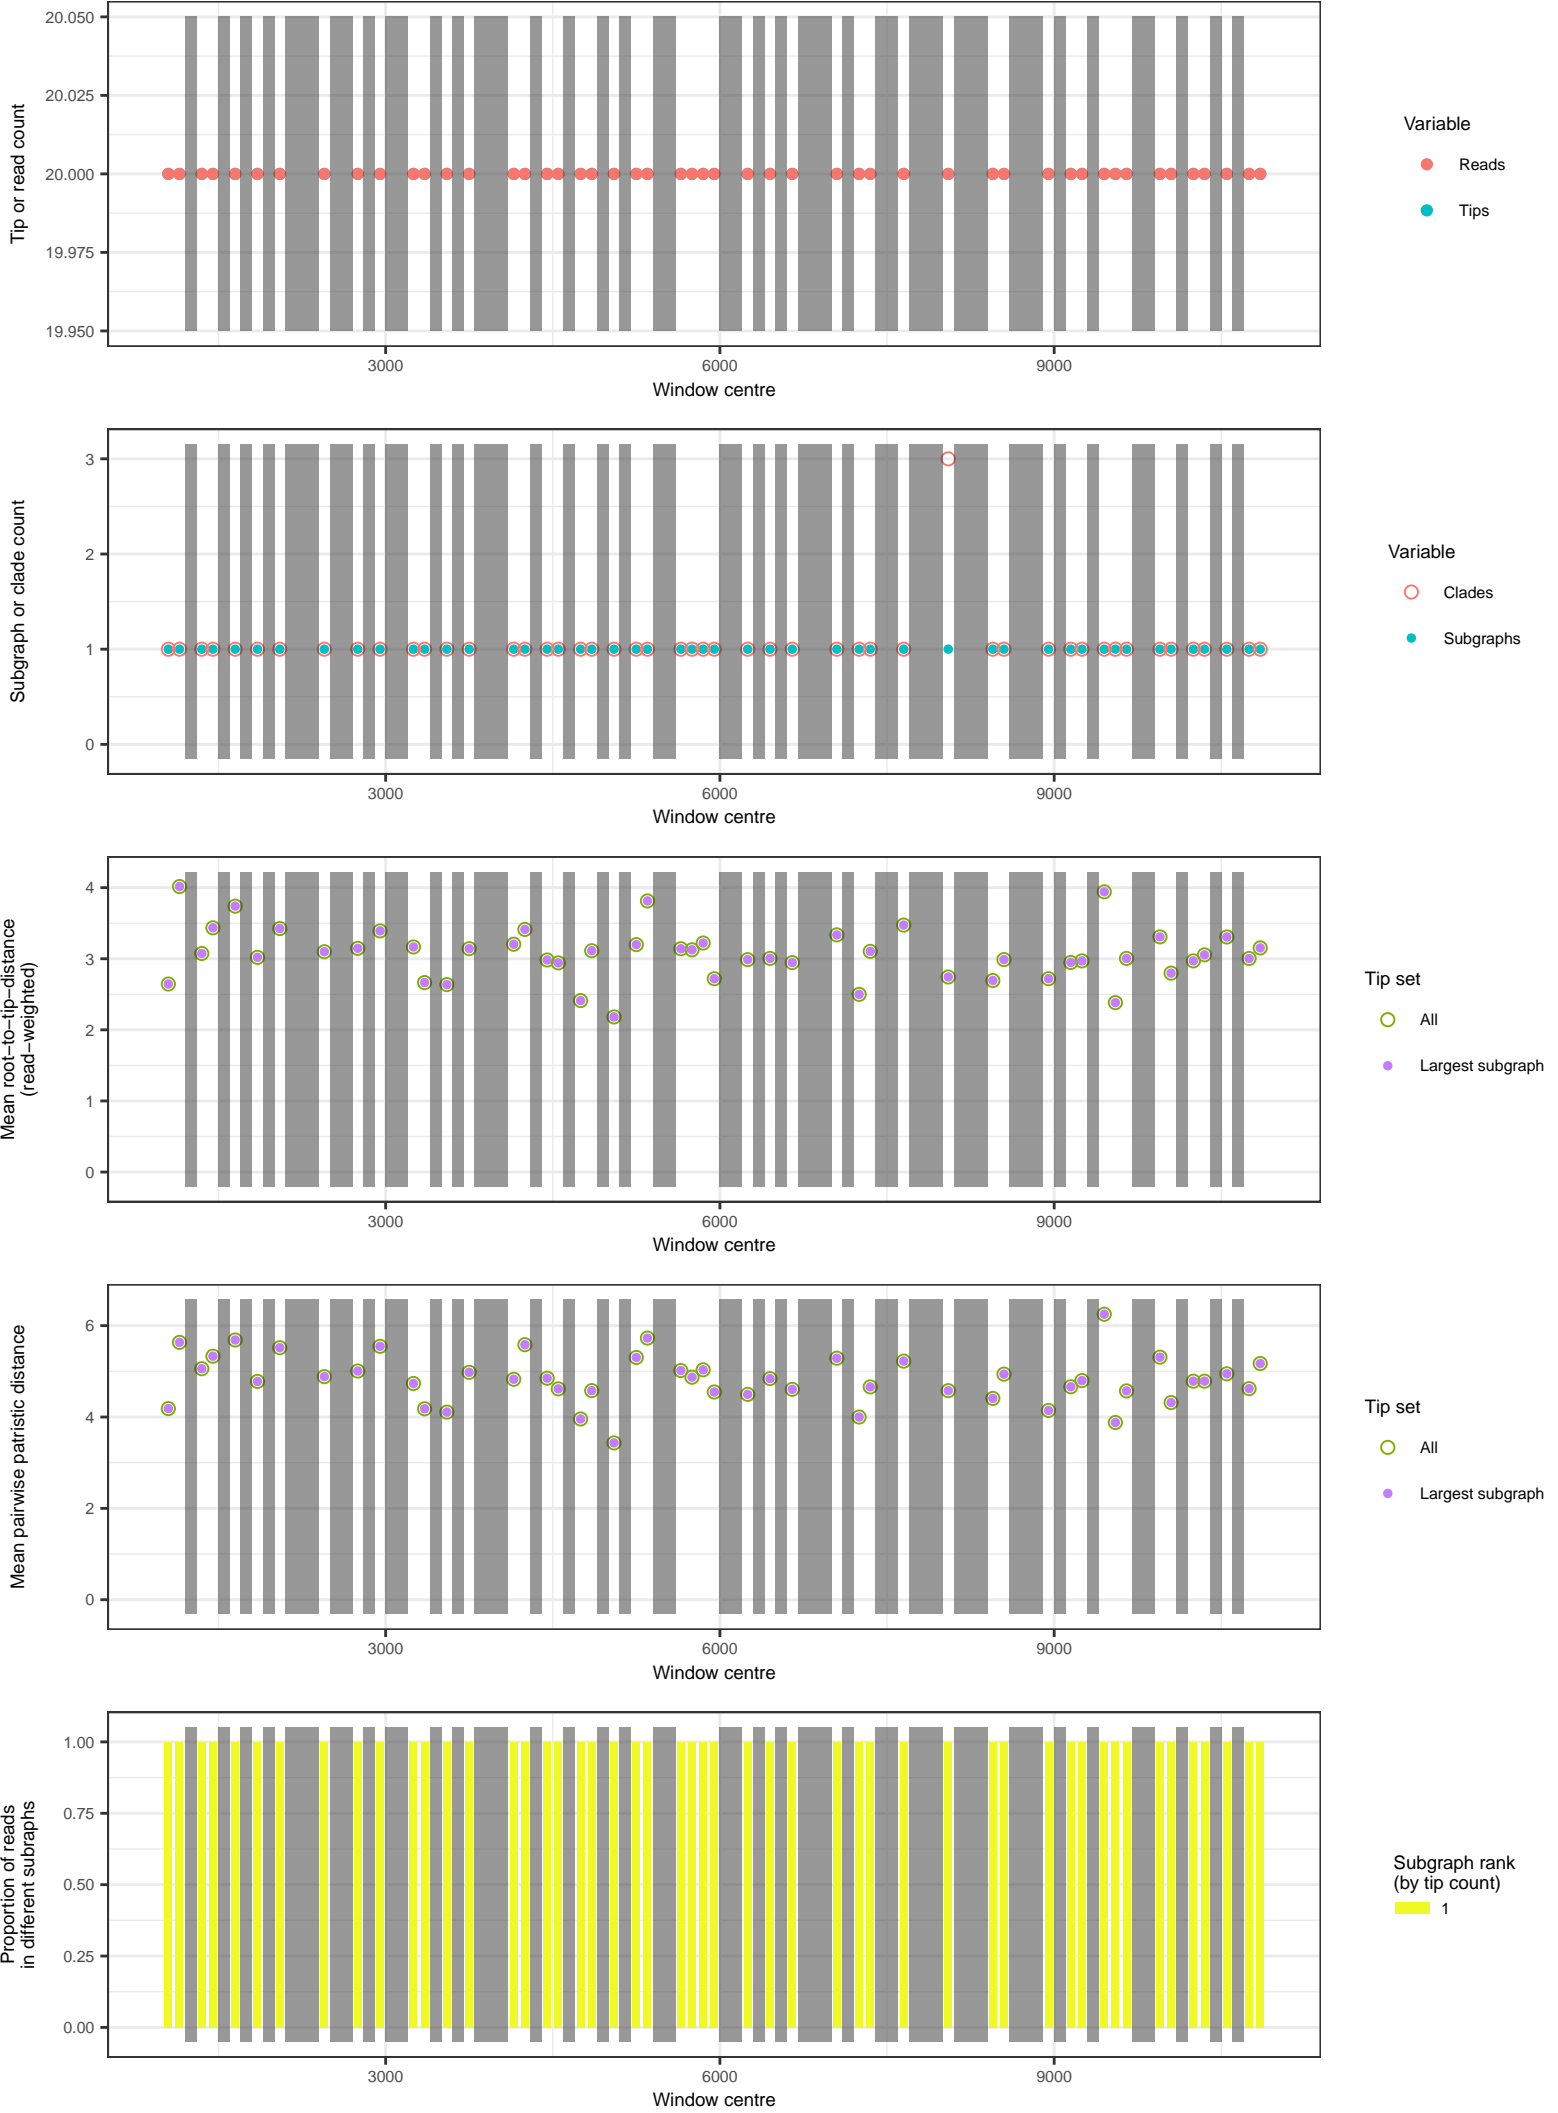 Tip or read count
20.050
20.025
20.000
19.975
19.950
3000 6000 9000
Window centre
Variable
Reads
Tips
Subgraph or clade count
3
2
1
0
3000 6000 9000
Window centre
Variable
Clades
Subgraphs
Mean root−to−tip−distance
(read−weighted)
4
3
2
1
0
3000 6000 9000
Window centre
Tip set
All
Largest subgraph
Mean pairwise patristic distance
6
4
2
0
3000 6000 9000
Window centre
Tip set
All
Largest subgraph
Proportion of reads
in different subraphs
1.00
0.75
0.50
0.25
0.00
3000 6000 9000
Window centre
Subgraph rank
(by tip count)
1